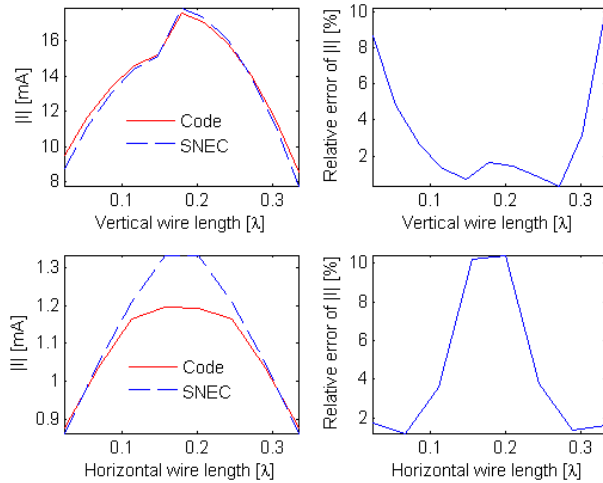 16
14
12
10
8
|I| [mA]
Code
SNEC
0.1
0.2
0.3
Vertical wire length [λ]
10
8
6
4
2
Relative error of |I| [%]
0.1
0.2
0.3
Vertical wire length [λ]
1.3
1.2
1.1
1
0.9
|I| [mA]
Code
SNEC
0.1
0.2
0.3
Horizontal wire length [λ]
10
8
6
4
2
Relative error of |I| [%]
0.1
0.2
0.3
Horizontal wire length [λ]